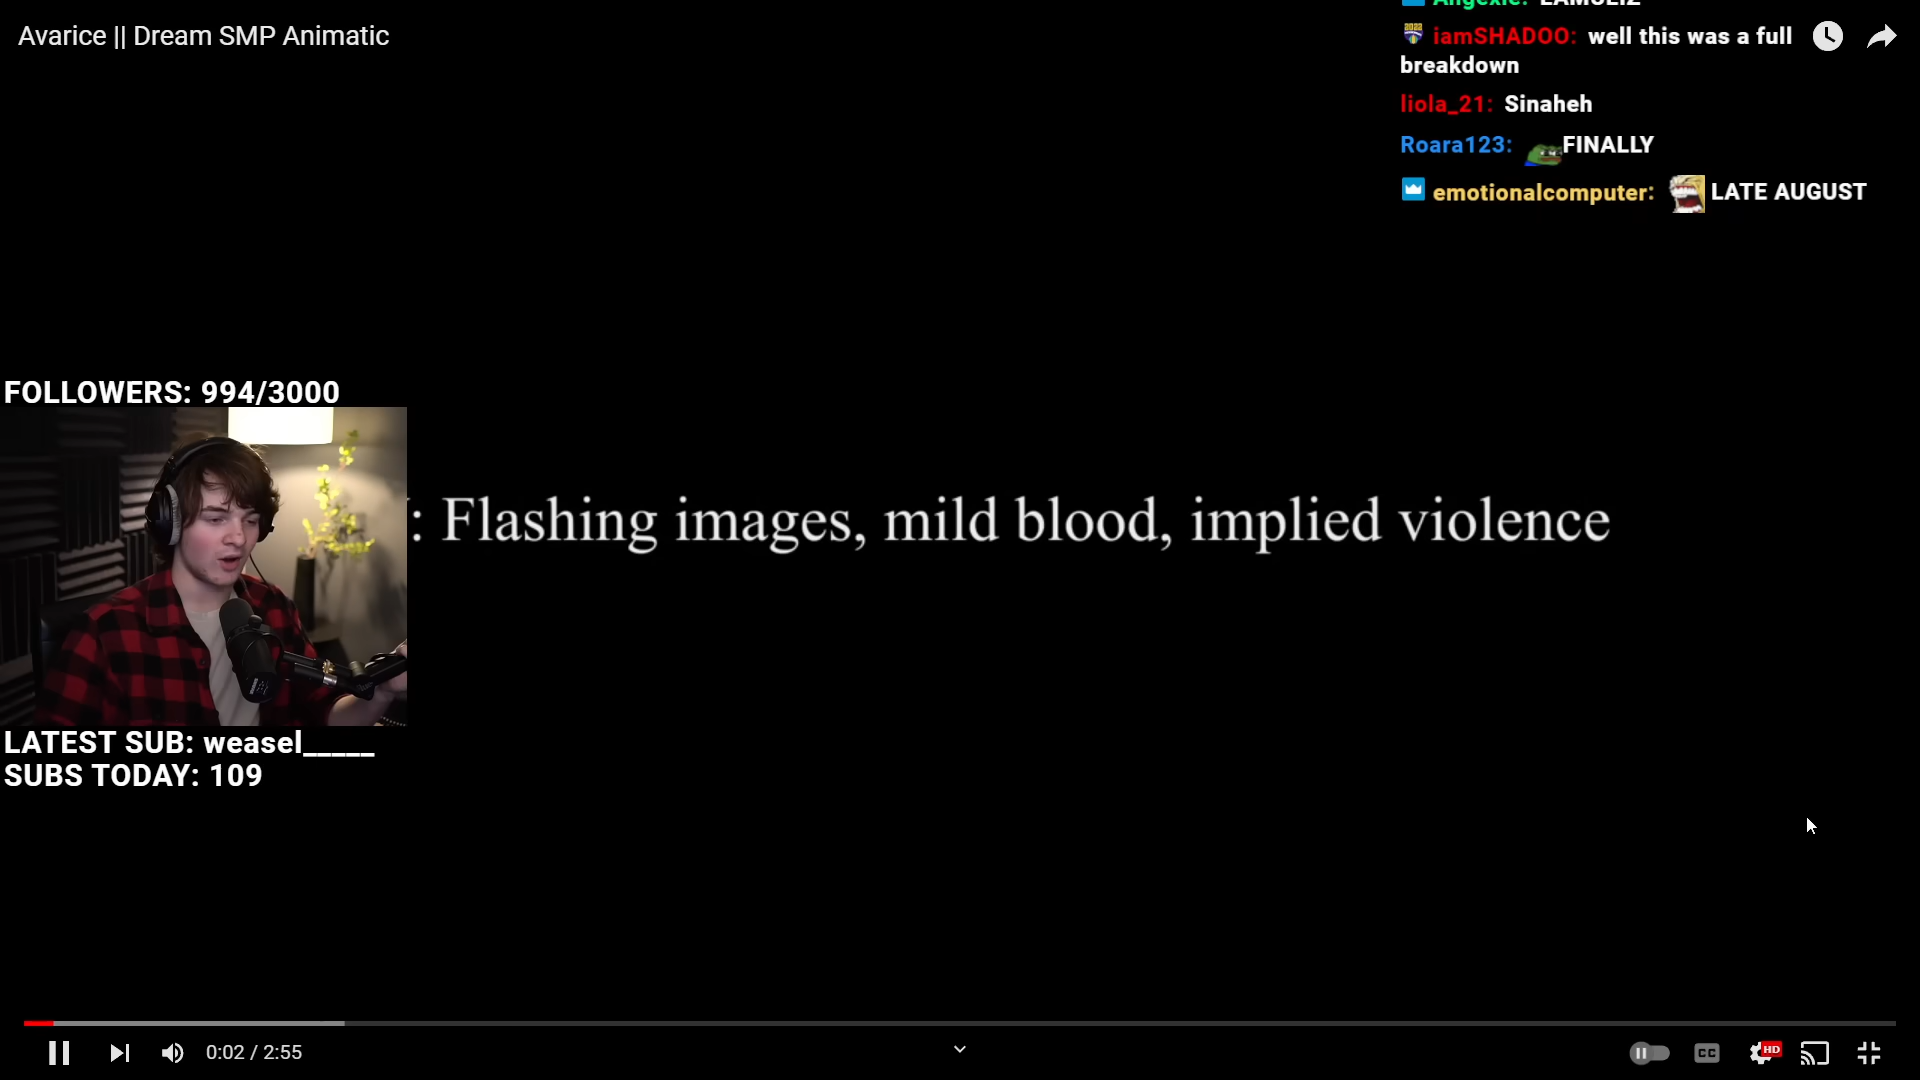 Avarice || Dream SMP Animatic
iamSHADOO: well this was a full
breakdown
liola_21: Sinaheh
Roara123: FINALLY
emotionalcomputer: LATE AUGUST
FOLLOWERS: 994/3000
: Flashing images, mild blood, implied violence
LATEST SUB: weasel_____
SUBS TODAY: 109
0:02 / 2:55
CC
HD